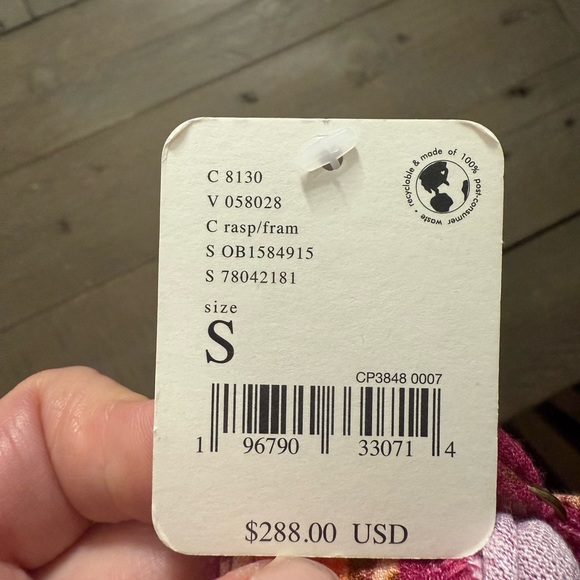 C 8130
V 058028
C rasp/fram
S OB1584915
S 78042181
size
S
recyclable & made of 100% post-consumer waste •
CP3848 0007
1 96790 33071 4
$288.00 USD